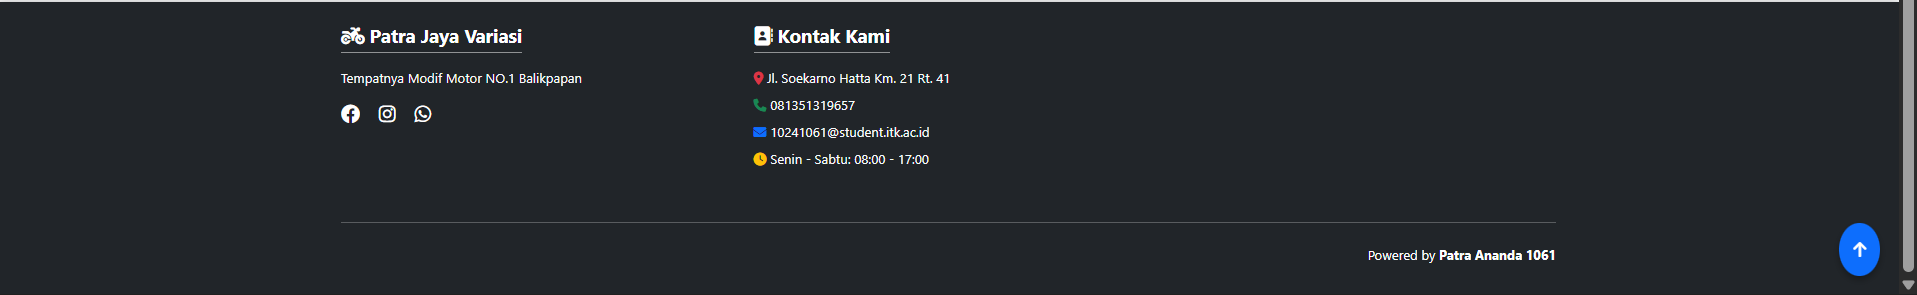 Patra Jaya Variasi
Tempatnya Modif Motor NO.1 Balikpapan
Kontak Kami
Jl. Soekarno Hatta Km. 21 Rt. 41
081351319657
10241061@student.itk.ac.id
Senin - Sabtu: 08:00 - 17:00
Powered by Patra Ananda 1061